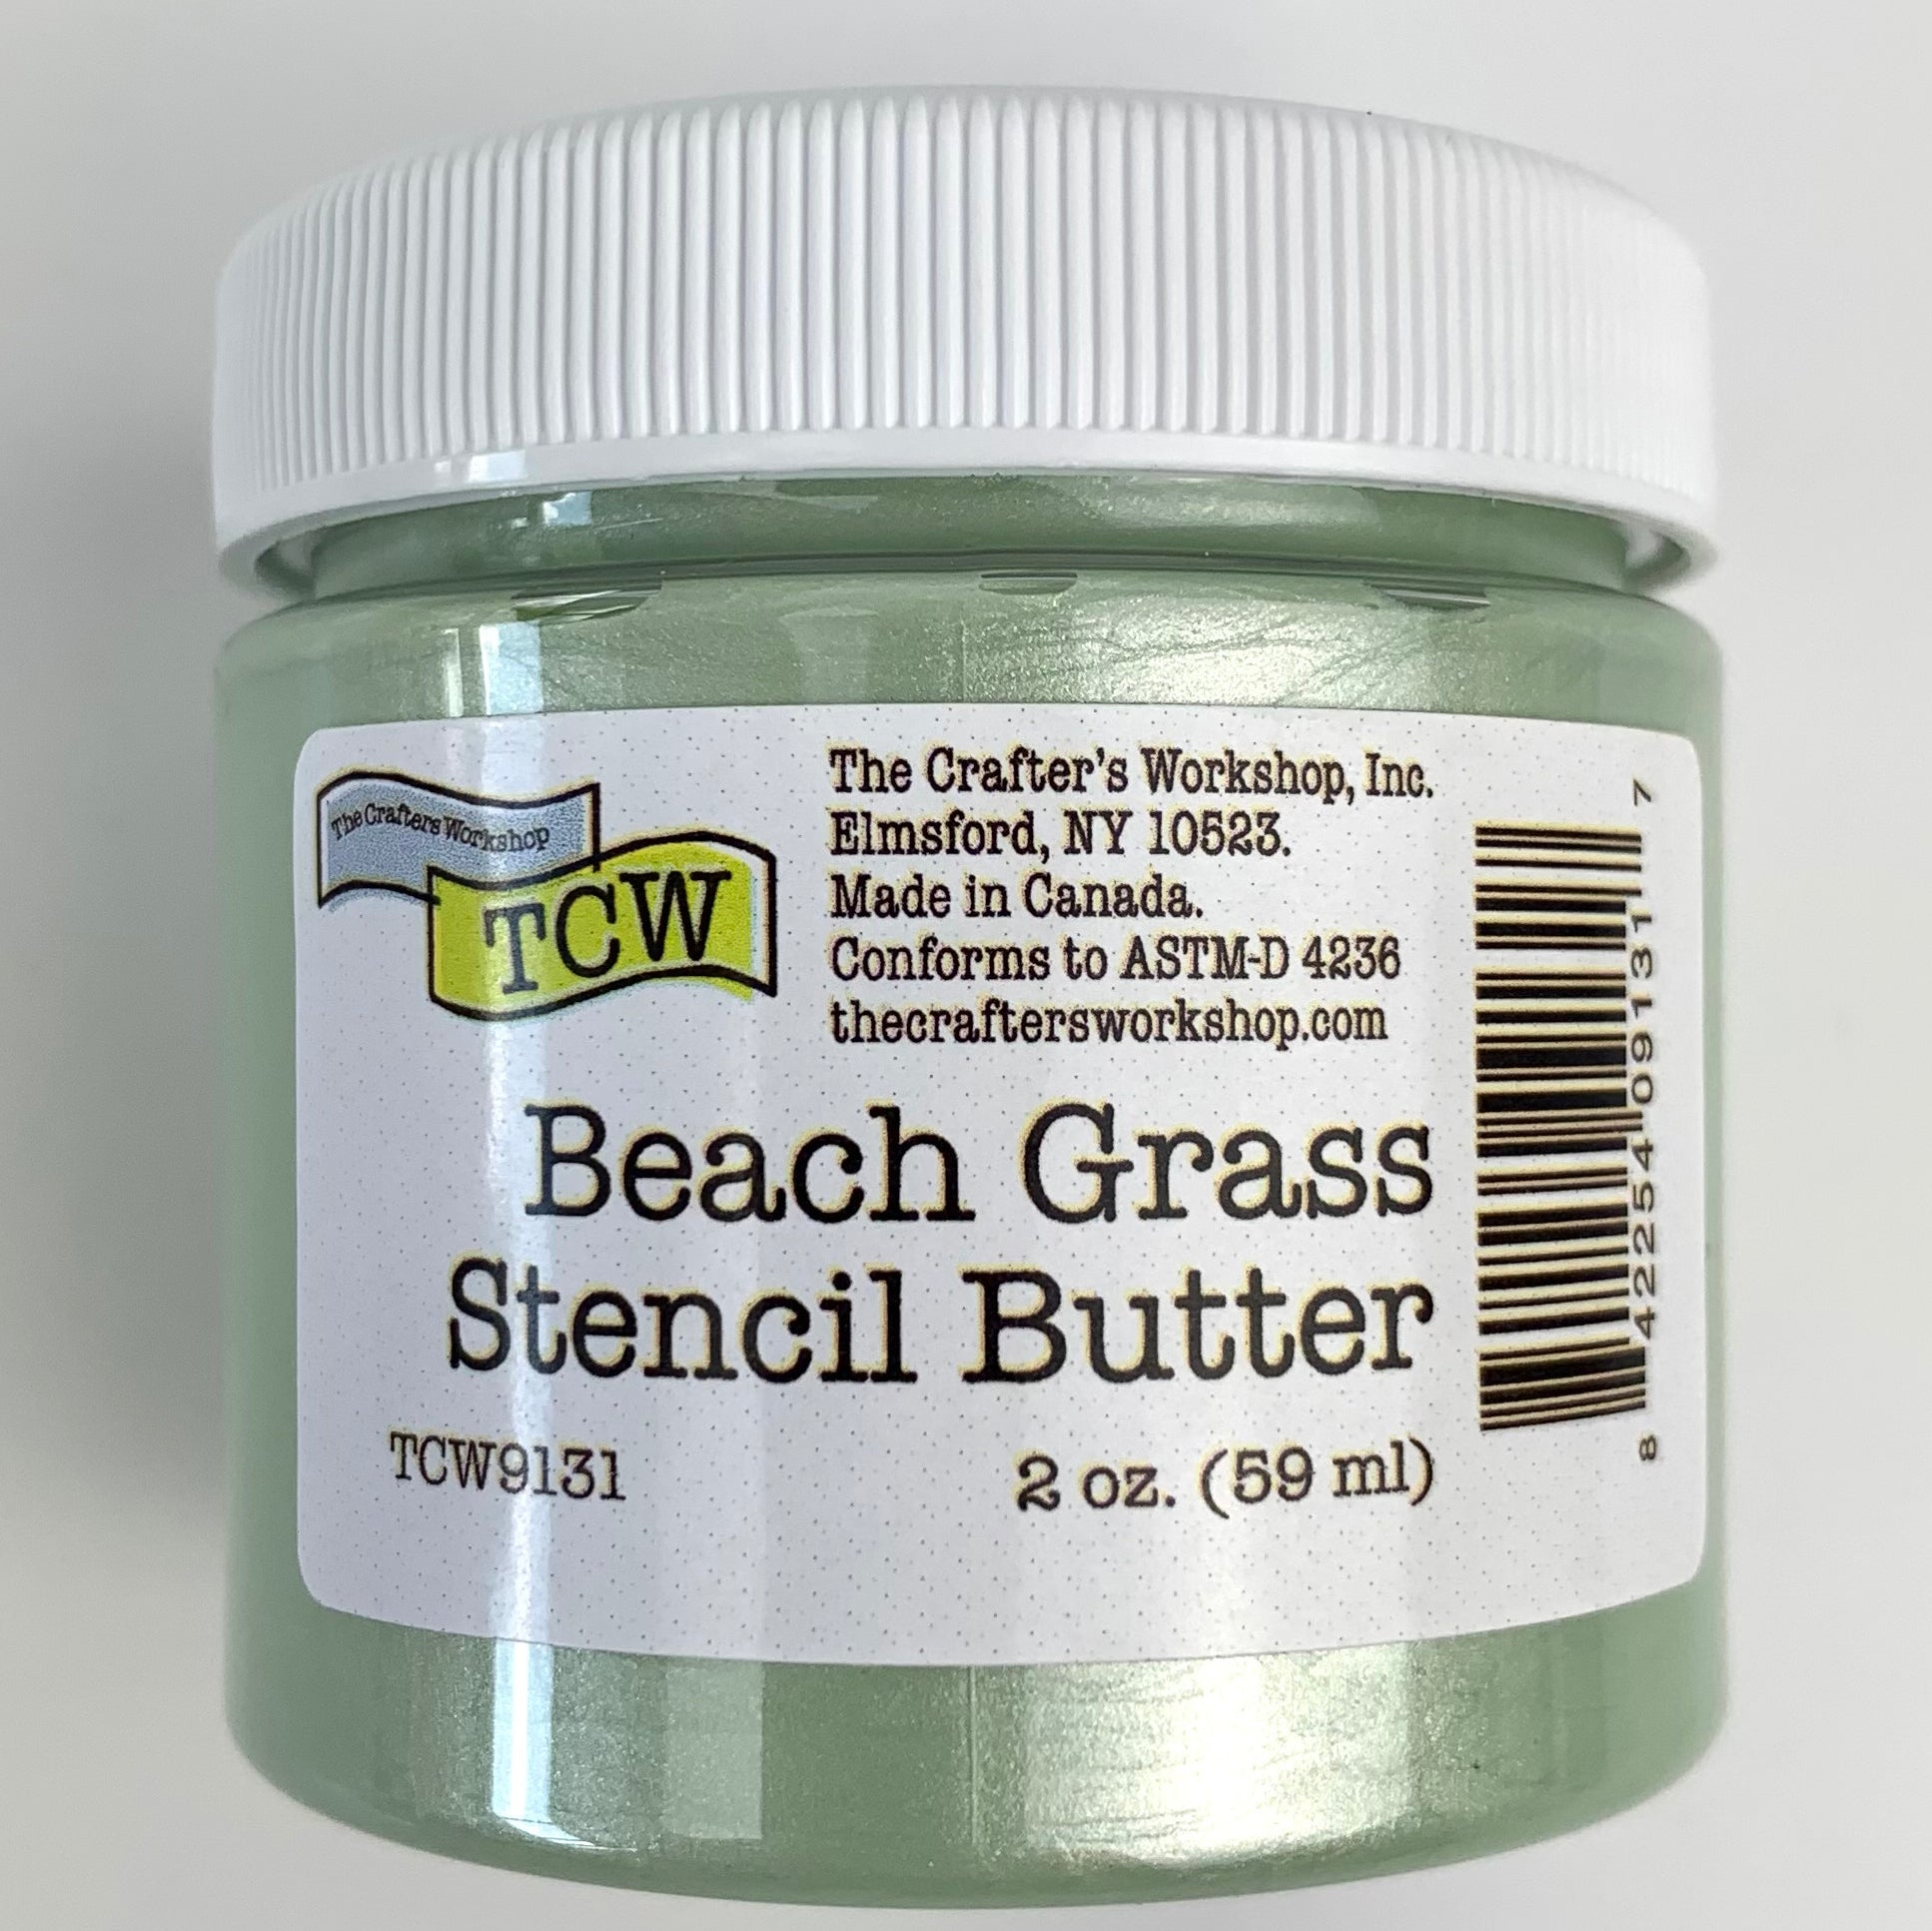 The Crafters Workshop
TCW
The Crafter's Workshop, Inc.
Elmsford, NY 10523.
Made in Canada.
Conforms to ASTM-D 4236
thecraftersworkshop.com
Beach Grass
Stencil Butter
TCW9131
2 oz. (59 ml)
8 42254 09131 7